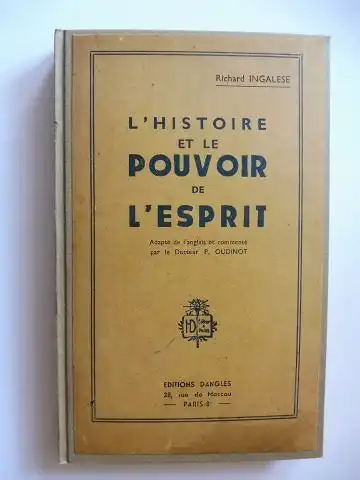 Richard INGALESE
L'HISTOIRE
ET LE
POUVOIR
DE
L'ESPRIT
Adapté de l'anglais et commenté
par le Docteur P. OUDINOT
HD
EDITIONS DANGLES
38, rue de Moscou
PARIS-8e